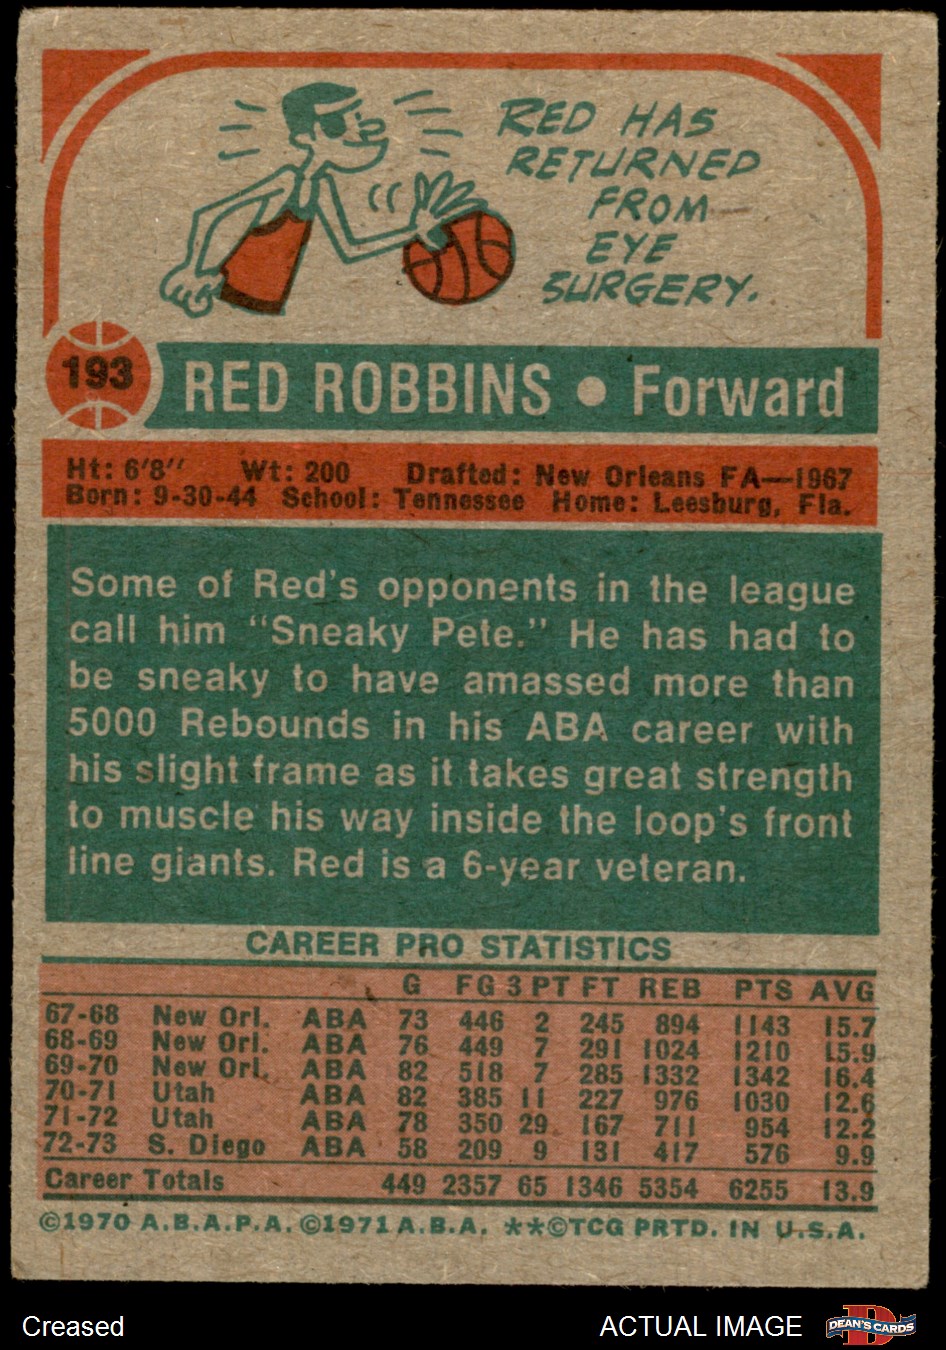 RED HAS
RETURNED
FROM
EYE
SURGERY.
193
RED ROBBINS • Forward
Ht: 6'8" Wt: 200 Drafted: New Orleans FA—1967
Born: 9-30-44 School: Tennessee Home: Leesburg, Fla.
Some of Red's opponents in the league
call him "Sneaky Pete." He has had to
be sneaky to have amassed more than
5000 Rebounds in his ABA career with
his slight frame as it takes great strength
to muscle his way inside the loop's front
line giants. Red is a 6-year veteran.
CAREER PRO STATISTICS
G FG 3 PT FT REB PTS AVG
67-68 New Orl. ABA 73 446 2 245 894 1143 15.7
68-69 New Orl. ABA 76 449 7 291 1024 1210 15.9
69-70 New Orl. ABA 82 518 7 285 1332 1342 16.4
70-71 Utah ABA 82 385 11 227 976 1030 12.6
71-72 Utah ABA 78 350 29 167 711 954 12.2
72-73 S. Diego ABA 58 209 9 131 417 576 9.9
Career Totals 449 2357 65 1346 5354 6255 13.9
©1970 A.B.A.P.A. ©1971 A.B.A. **©TCG PRTD. IN U.S.A.
Creased
ACTUAL IMAGE
DEAN'S CARDS